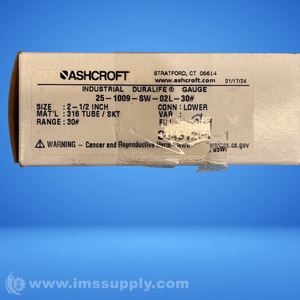 ASHCROFT
STRATFORD, CT 06614
www.ashcroft.com
01/17/24
INDUSTRIAL DURALIFE® GAUGE
25-1009-SW-02L-30#
SIZE : 2-1/2 INCH
CONN: LOWER
MAT'L : 316 TUBE / SKT
VAR :
RANGE: 30#
WARNING - Cancer and Reproductive
.ca.gov
www.imssupply.com